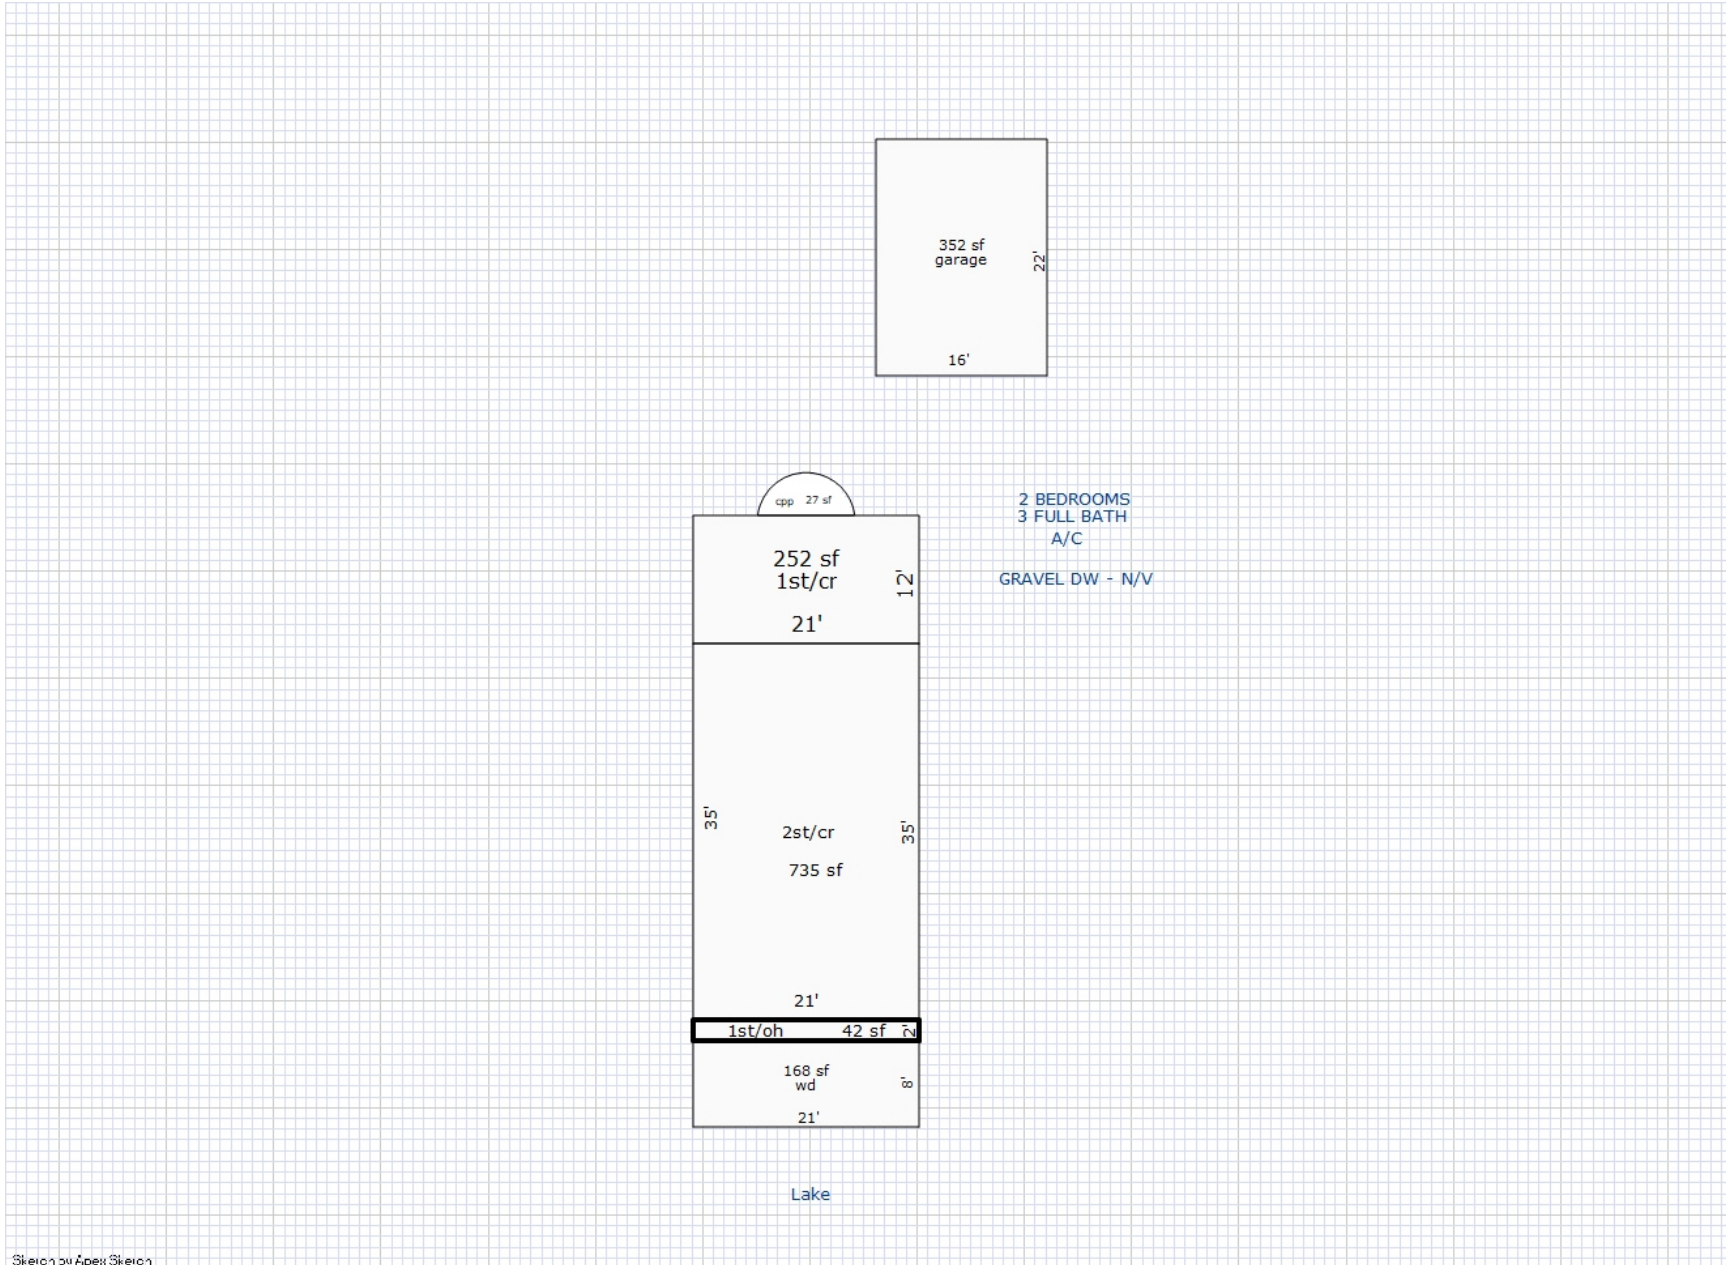 352 sf
garage
22'
16'
cpp 27 sf
2 BEDROOMS
3 FULL BATH
A/C
GRAVEL DW - N/V
252 sf
1st/cr
12'
21'
35'
2st/cr
35'
735 sf
21'
1st/oh 42 sf 2'
168 sf
wd
8'
21'
Lake
Sketch by Apex Sketch